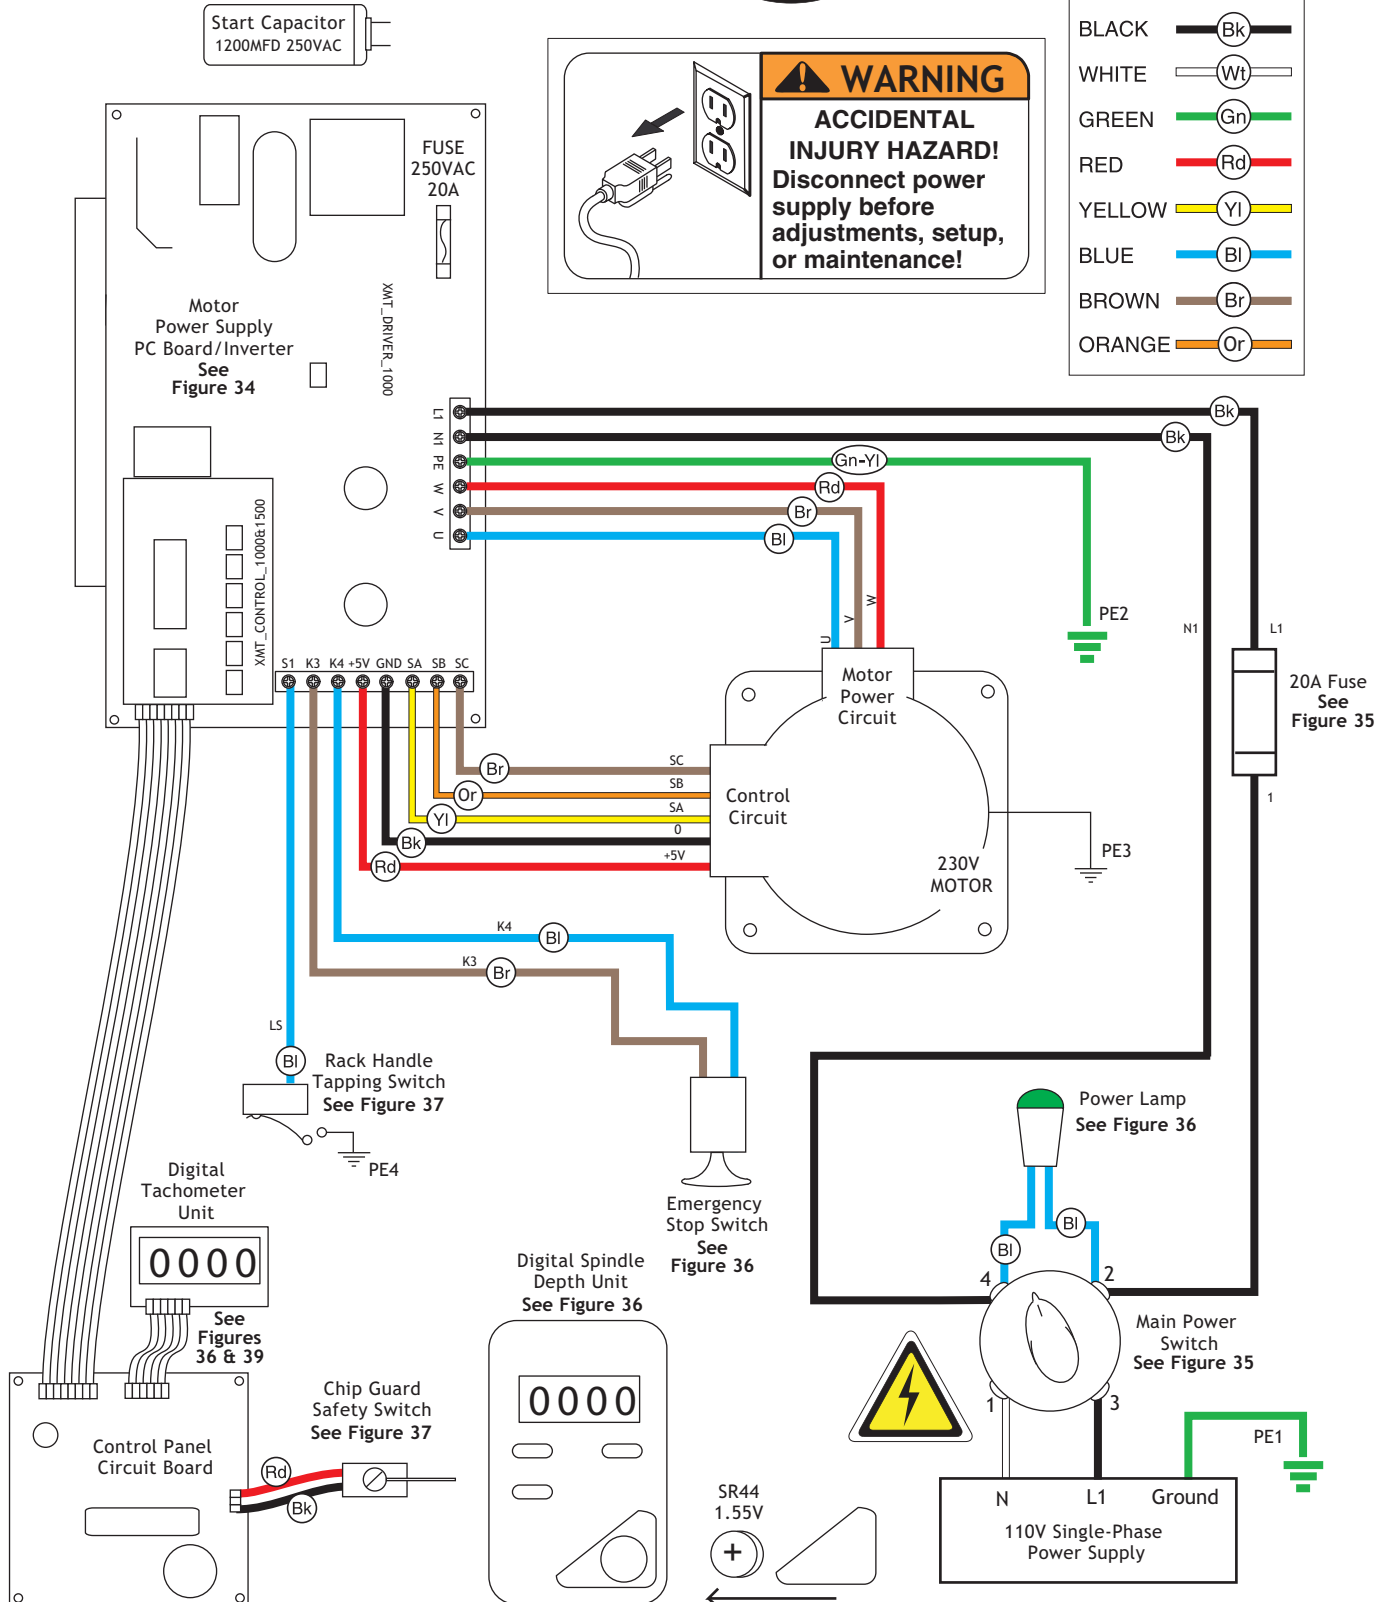 Start Capacitor
1200MFD 250VAC
WARNING
ACCIDENTAL
INJURY HAZARD!
Disconnect power
supply before
adjustments, setup,
or maintenance!
BLACK Bk
WHITE Wt
GREEN Gn
RED Rd
YELLOW Yl
BLUE Bl
BROWN Br
ORANGE Or
FUSE
250VAC
20A
XMT_DRIVER_1000
Motor
Power Supply
PC Board/Inverter
See
Figure 34
XMT_CONTROL_1000&1500
L1
N1
PE
W
V
U
Bk
Bk
Gn-Yl
Rd
Br
Bl
PE2
N1
L1
20A Fuse
See
Figure 35
1
U
V
W
Motor
Power
Circuit
S1 K3 K4 +5V GND SA SB SC
Br
Or
Yl
Bk
Rd
SC
SB
SA
0
+5V
Control
Circuit
230V
MOTOR
PE3
K4
Bl
K3
Br
LS
Bl
Rack Handle
Tapping Switch
See Figure 37
PE4
Emergency
Stop Switch
See
Figure 36
Power Lamp
See Figure 36
Bl
Bl
4
2
1
3
Main Power
Switch
See Figure 35
Digital
Tachometer
Unit
0000
See
Figures
36 & 39
Digital Spindle
Depth Unit
See Figure 36
0000
Chip Guard
Safety Switch
See Figure 37
Rd
Bk
Control Panel
Circuit Board
SR44
1.55V
+
PE1
N L1 Ground
110V Single-Phase
Power Supply